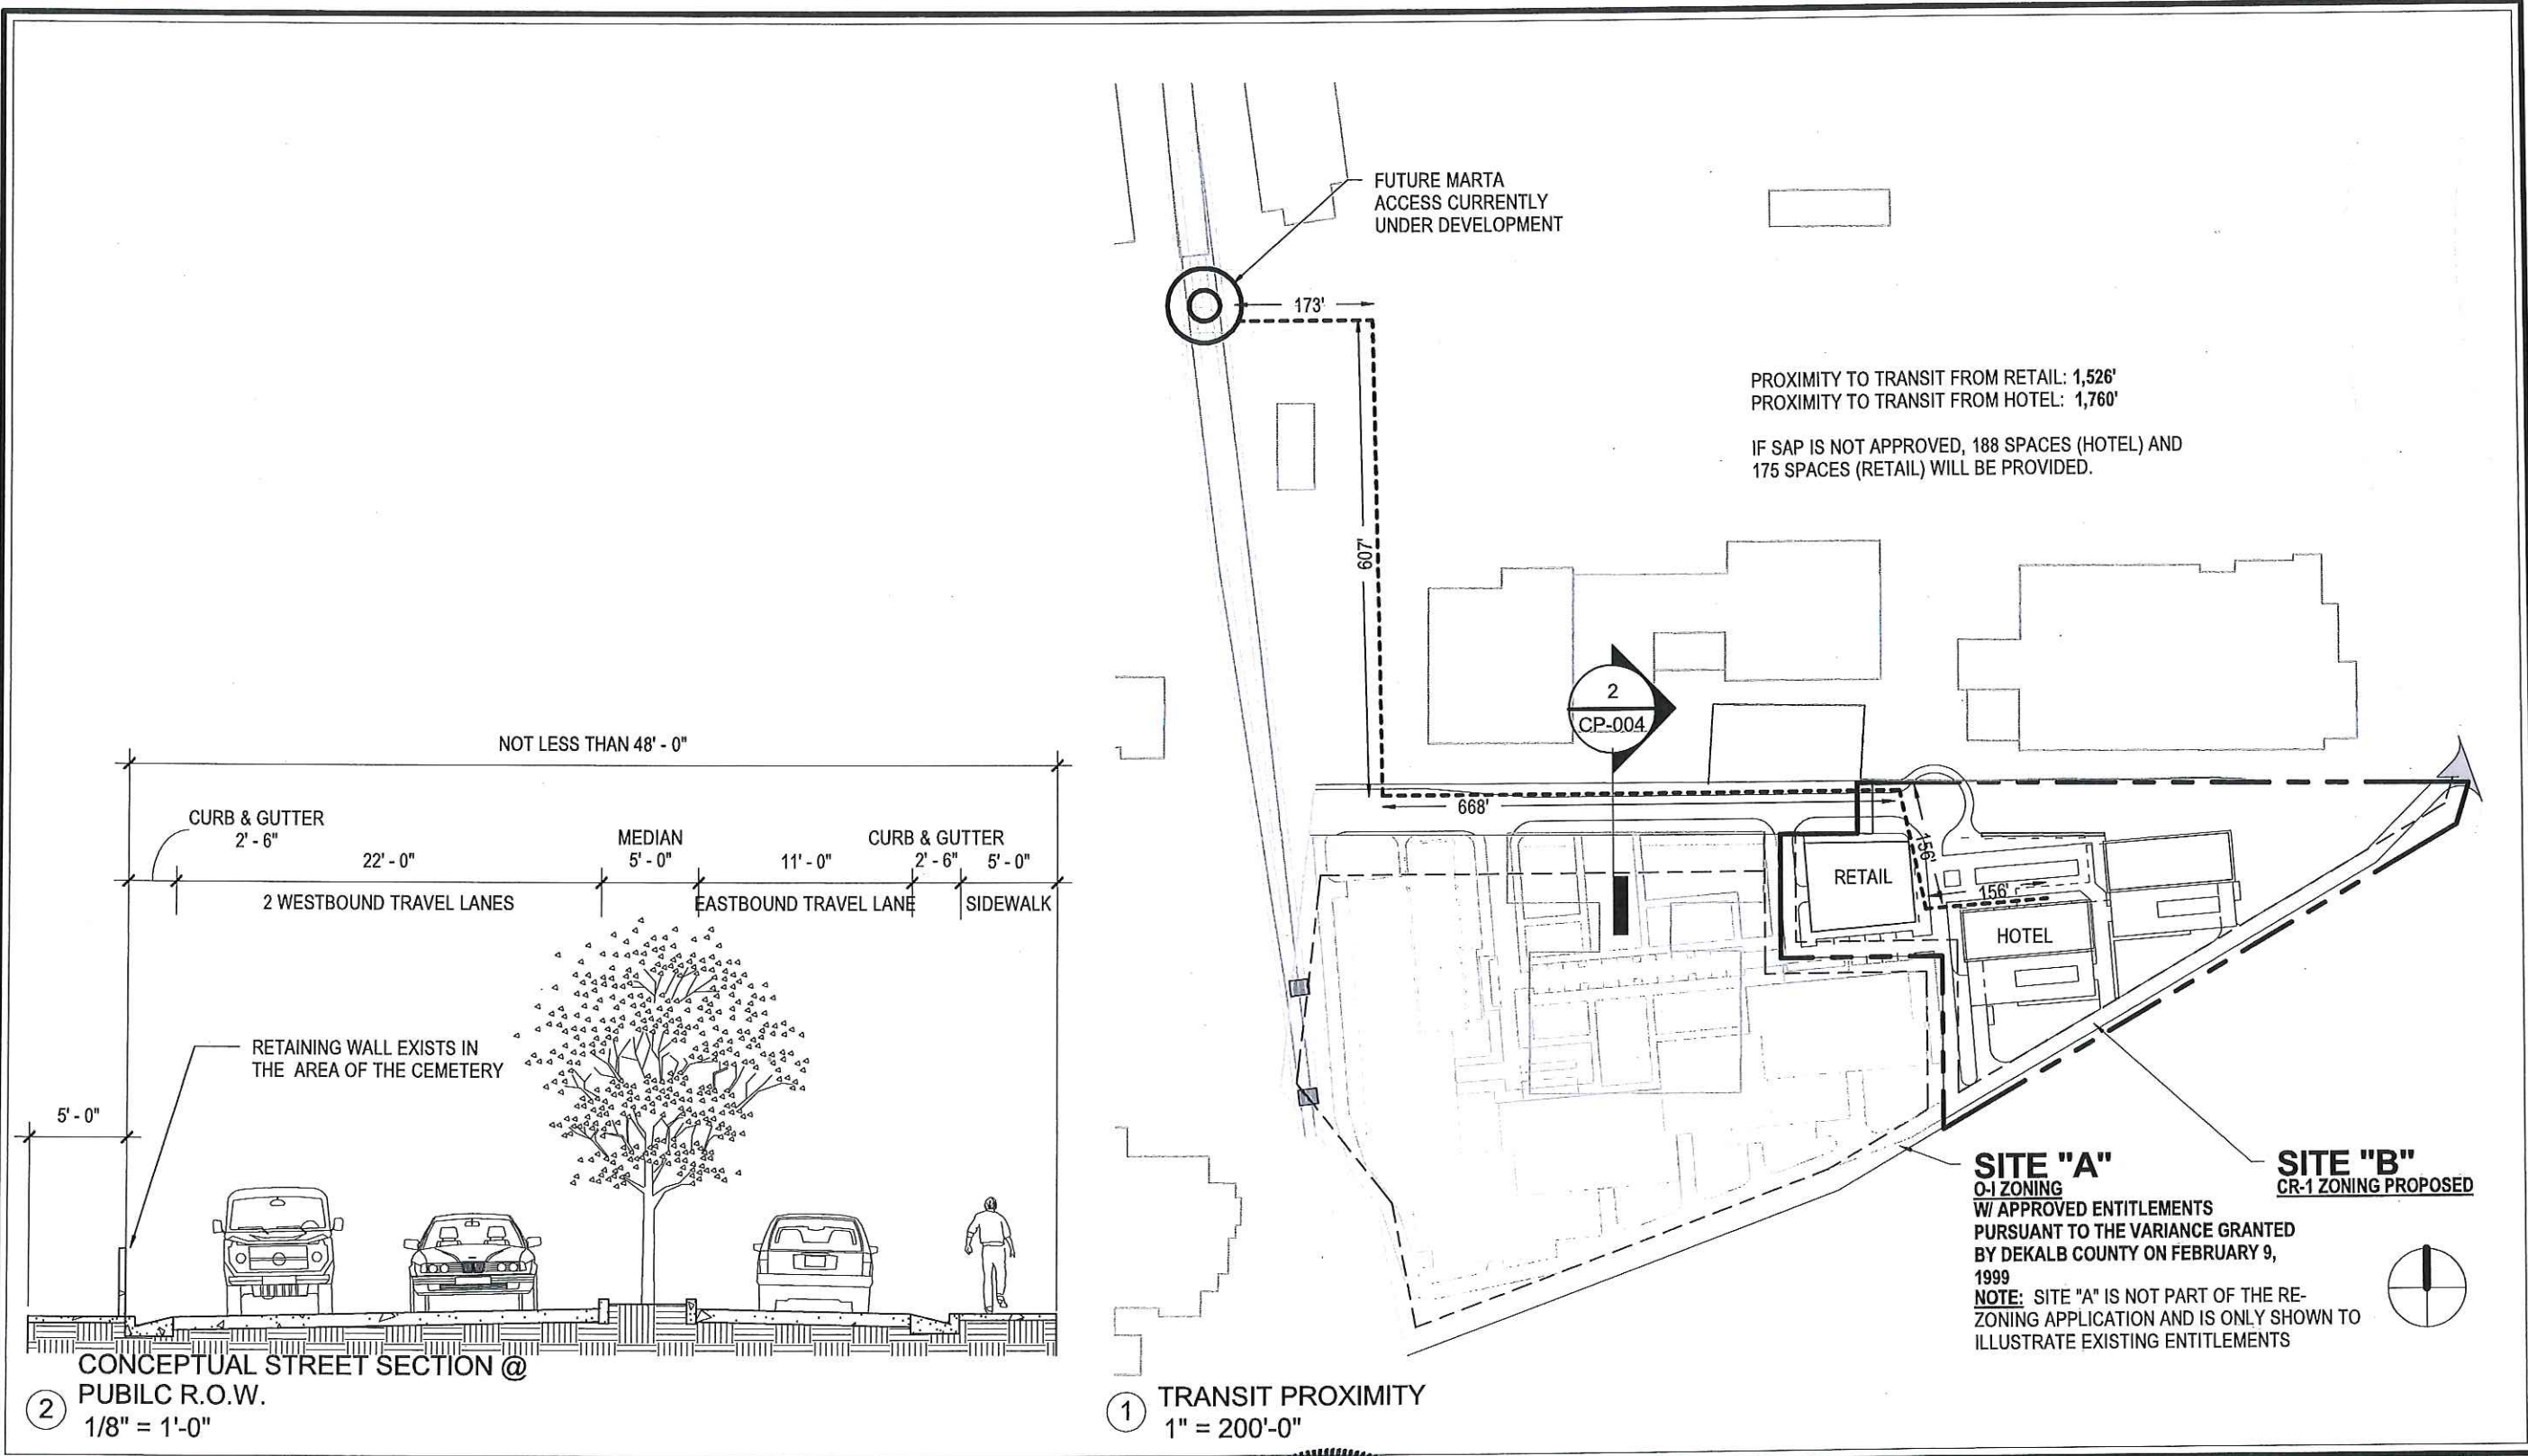 NOT LESS THAN 48' - 0"
CURB & GUTTER
2' - 6"
22' - 0"
MEDIAN
5' - 0"
11' - 0"
CURB & GUTTER
2' - 6"
5' - 0"
2 WESTBOUND TRAVEL LANES
EASTBOUND TRAVEL LANE
SIDEWALK
RETAINING WALL EXISTS IN
THE AREA OF THE CEMETERY
5' - 0"
2
CONCEPTUAL STREET SECTION @
PUBILC R.O.W.
1/8" = 1'-0"
FUTURE MARTA
ACCESS CURRENTLY
UNDER DEVELOPMENT
173'
607'
PROXIMITY TO TRANSIT FROM RETAIL: 1,526'
PROXIMITY TO TRANSIT FROM HOTEL: 1,760'
IF SAP IS NOT APPROVED, 188 SPACES (HOTEL) AND
175 SPACES (RETAIL) WILL BE PROVIDED.
2
CP-004
668'
156'
156'
RETAIL
HOTEL
SITE "A"
O-I ZONING
W/ APPROVED ENTITLEMENTS
PURSUANT TO THE VARIANCE GRANTED
BY DEKALB COUNTY ON FEBRUARY 9,
1999
NOTE: SITE "A" IS NOT PART OF THE RE-
ZONING APPLICATION AND IS ONLY SHOWN TO
ILLUSTRATE EXISTING ENTITLEMENTS
SITE "B"
CR-1 ZONING PROPOSED
1
TRANSIT PROXIMITY
1" = 200'-0"